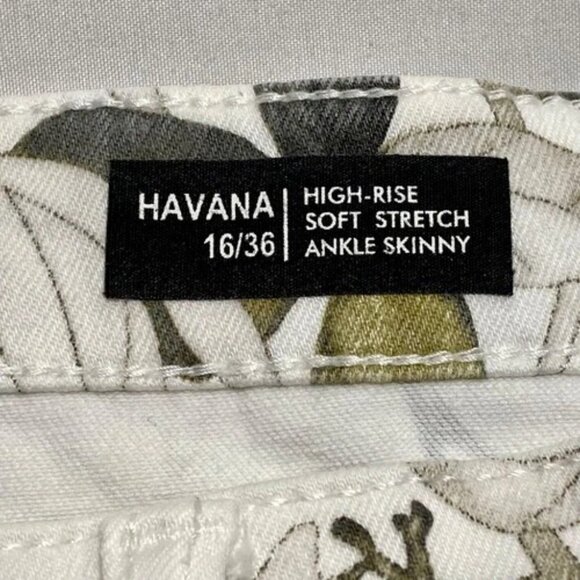 HAVANA
16/36
HIGH-RISE
SOFT STRETCH
ANKLE SKINNY